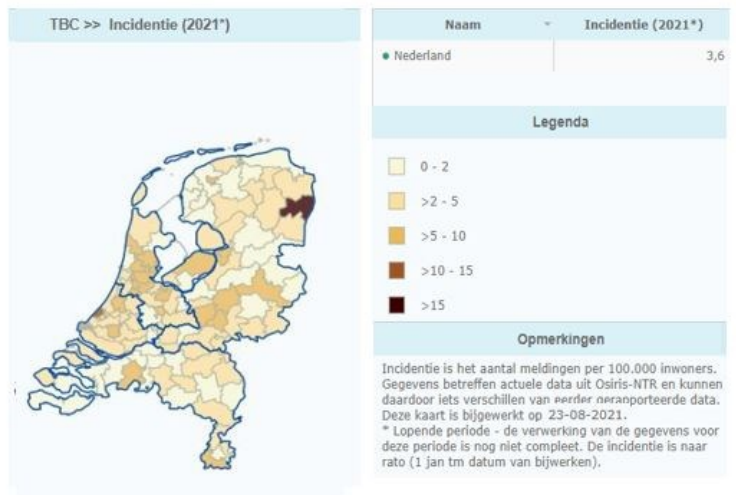 TBC >> Incidentie (2021*)
Naam Incidentie (2021*)
Nederland 3,6
Legenda
0 - 2
>2 - 5
>5 - 10
>10 - 15
>15
Opmerkingen
Incidentie is het aantal meldingen per 100.000 inwoners.
Gegevens betreffen actuele data uit Osiris-NTR en kunnen
daardoor iets verschillen van eerder gerapporteerde data.
Deze kaart is bijgewerkt op 23-08-2021.
* Lopende periode - de verwerking van de gegevens voor
deze periode is nog niet compleet. De incidentie is naar
rato (1 jan tm datum van bijwerken).